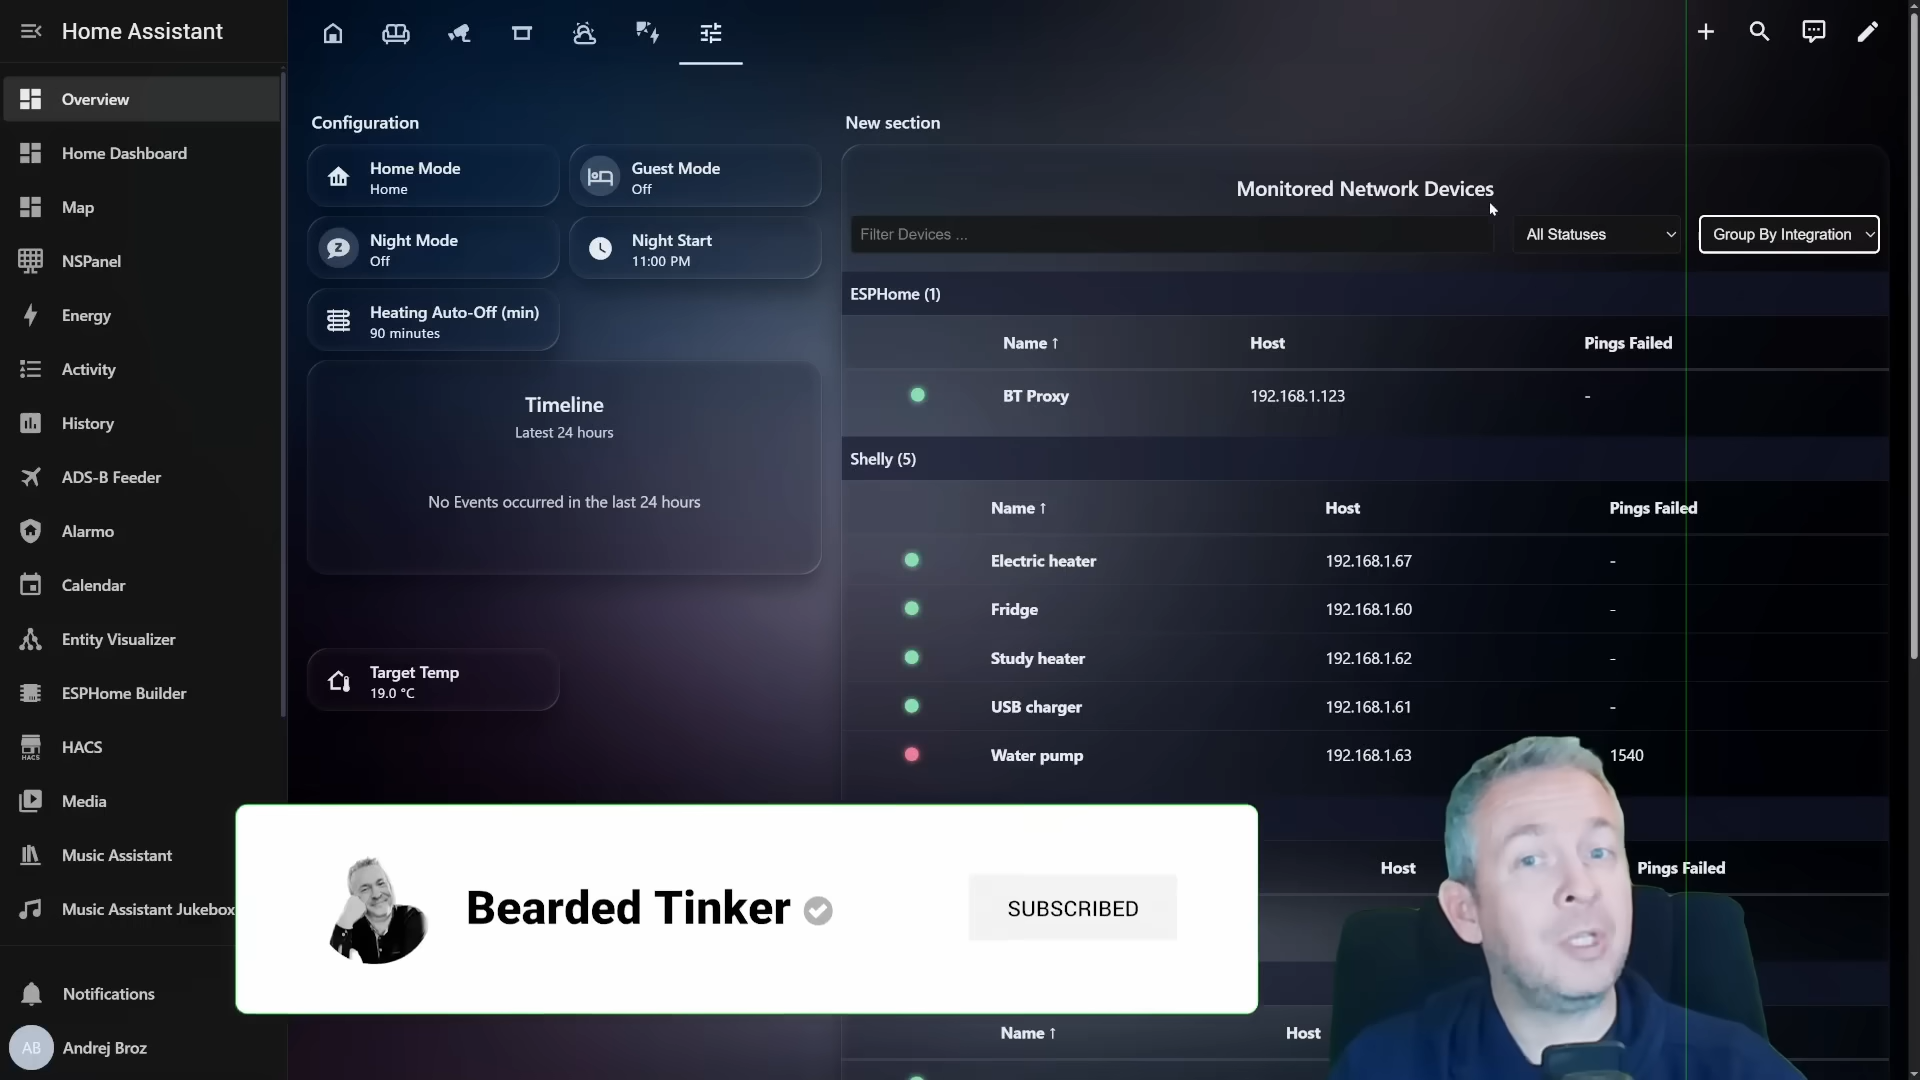 Home Assistant
Overview
Home Dashboard
Map
NSPanel
Energy
Activity
History
ADS-B Feeder
Alarmo
Calendar
Entity Visualizer
ESPHome Builder
HACS
HACS
Media
Music Assistant
Music Assistant Jukebox
Notifications
AB
Andrej Broz
Configuration
Home Mode
Home
Guest Mode
Off
Night Mode
Off
Night Start
11:00 PM
Heating Auto-Off (min)
90 minutes
Timeline
Latest 24 hours
No Events occurred in the last 24 hours
Target Temp
19.0 °C
New section
Monitored Network Devices
Filter Devices ...
All Statuses
Group By Integration
ESPHome (1)
Name ↑ Host Pings Failed
BT Proxy 192.168.1.123 -
Shelly (5)
Name ↑ Host Pings Failed
Electric heater 192.168.1.67 -
Fridge 192.168.1.60 -
Study heater 192.168.1.62 -
USB charger 192.168.1.61 -
Water pump 192.168.1.63 1540
Host Pings Failed
Name ↑ Host
Bearded Tinker
SUBSCRIBED